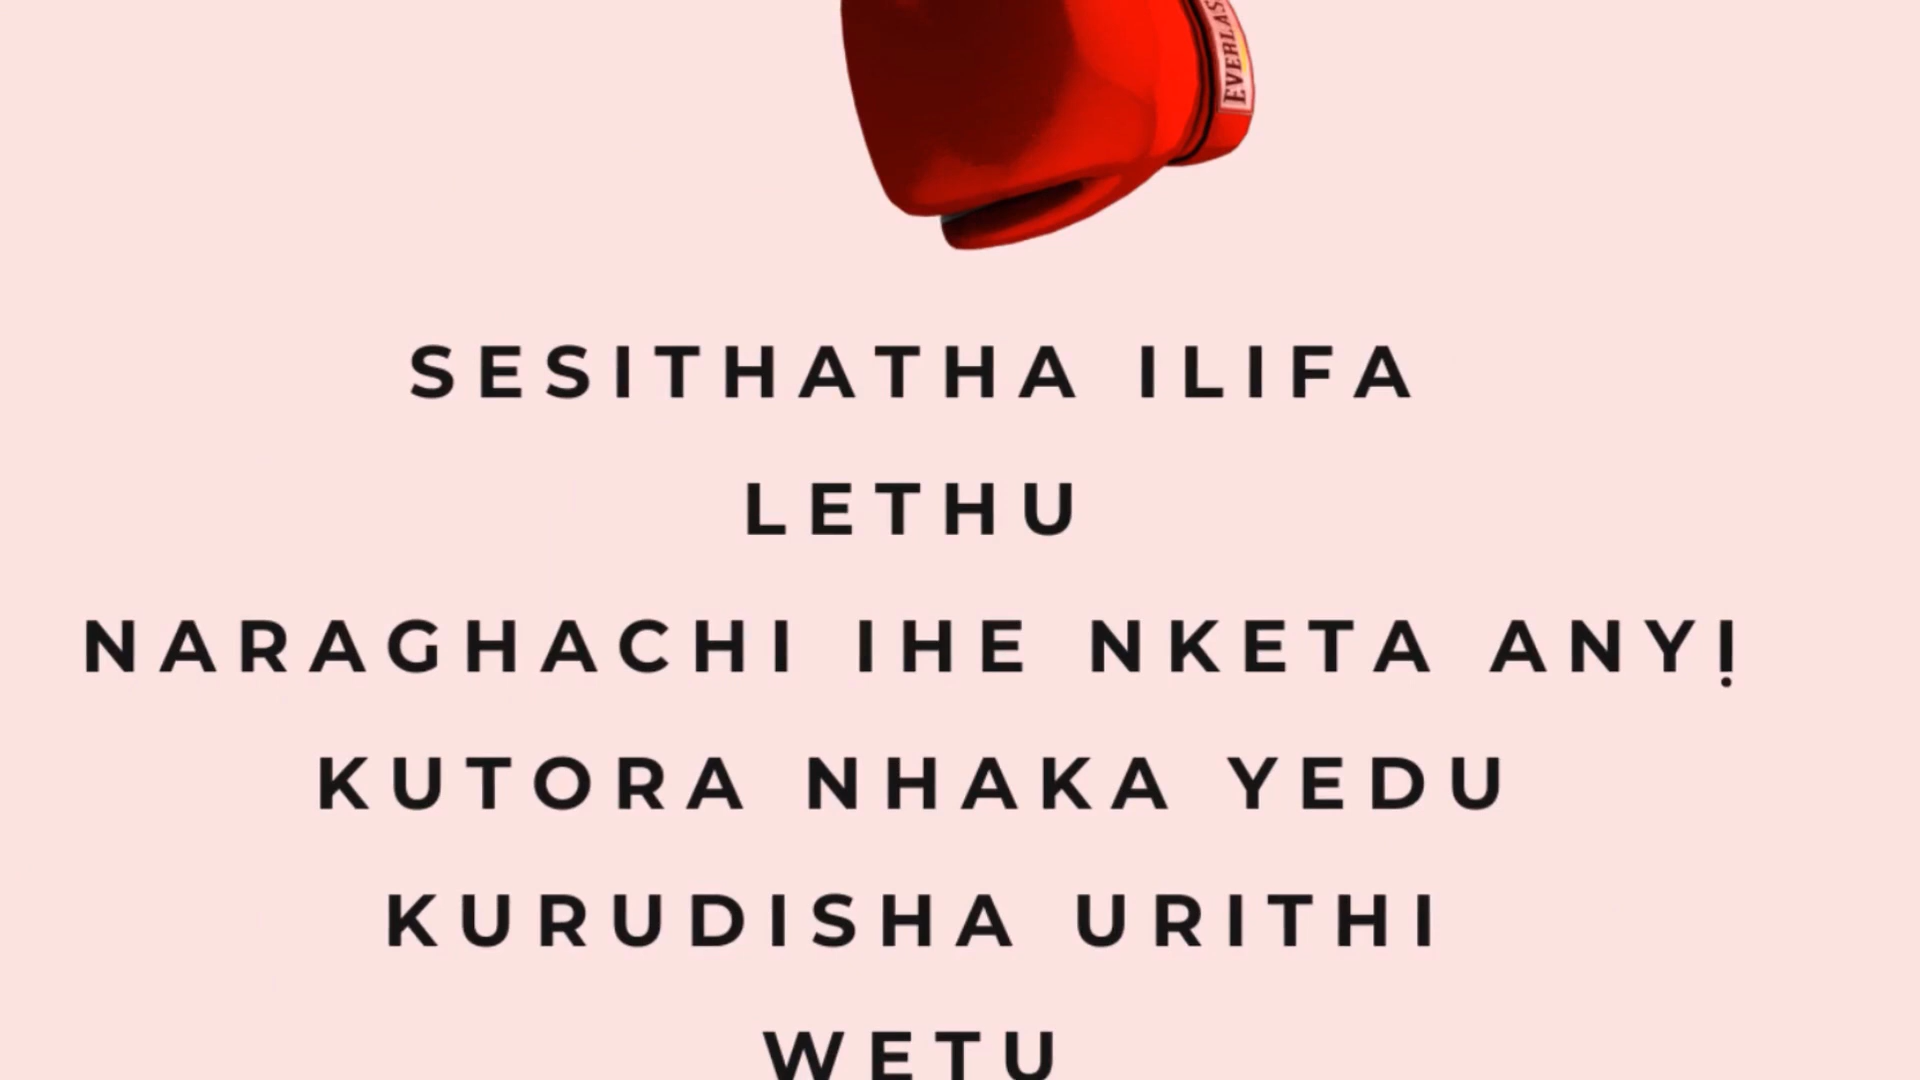 EVERLAS
SESITHATHA ILIFA
LETHU
NARAGHACHI IHE NKETA ANYỊ
KUTORA NHAKA YEDU
KURUDISHA URITHI
WETU